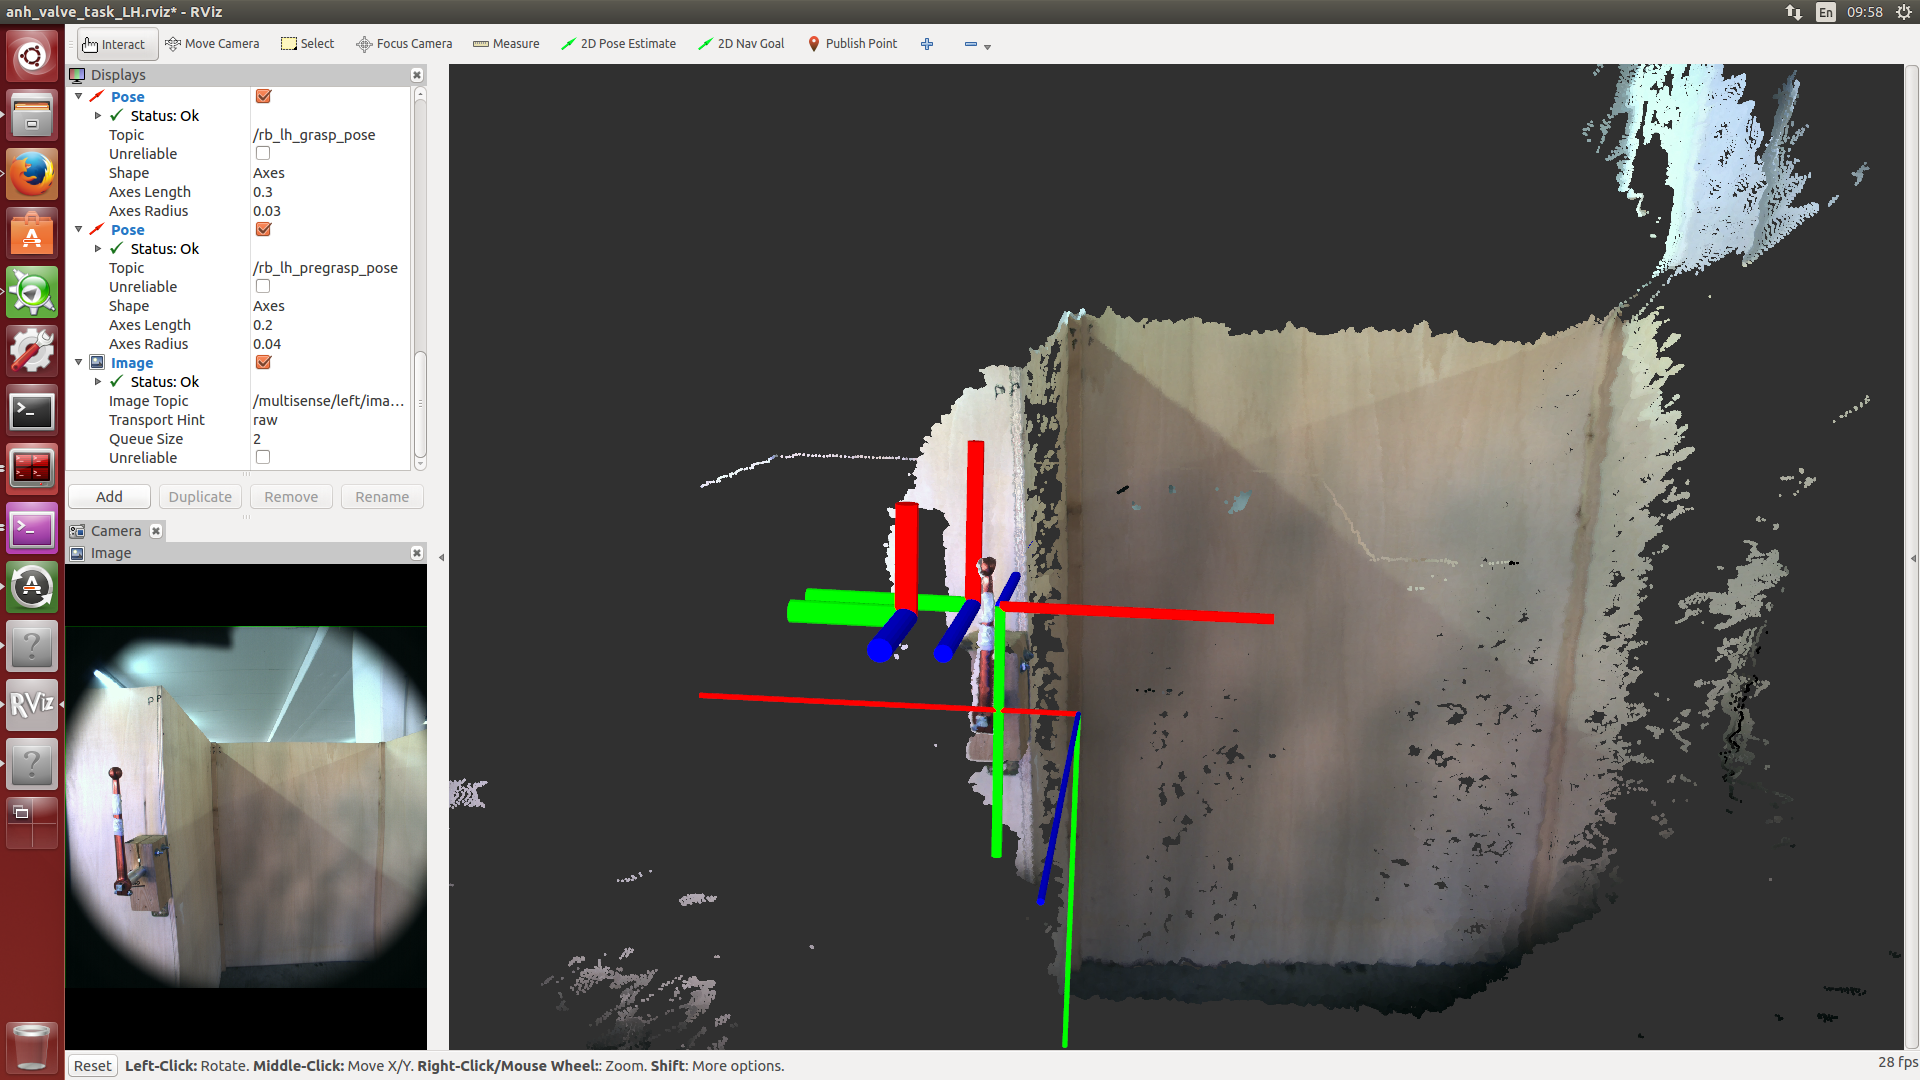 anh_valve_task_LH.rviz* - RViz
En
09:58
Interact
Move Camera
Select
Focus Camera
Measure
2D Pose Estimate
2D Nav Goal
Publish Point
Displays
Pose
Status: Ok
Topic /rb_lh_grasp_pose
Unreliable
Shape Axes
Axes Length 0.3
Axes Radius 0.03
Pose
Status: Ok
Topic /rb_lh_pregrasp_pose
Unreliable
Shape Axes
Axes Length 0.2
Axes Radius 0.04
Image
Status: Ok
Image Topic /multisense/left/ima...
Transport Hint raw
Queue Size 2
Unreliable
Add Duplicate Remove Rename
Camera
Image
RViz
PP
Reset Left-Click: Rotate. Middle-Click: Move X/Y. Right-Click/Mouse Wheel:: Zoom. Shift: More options.
28 fps